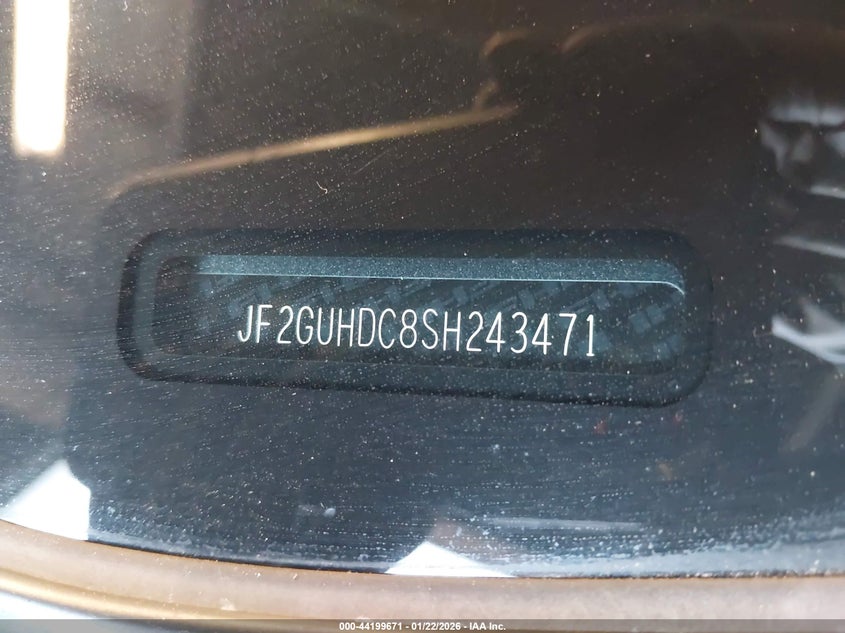 JF2GUHDC8SH243471
000-44199671 - 01/22/2026 - IAA Inc.